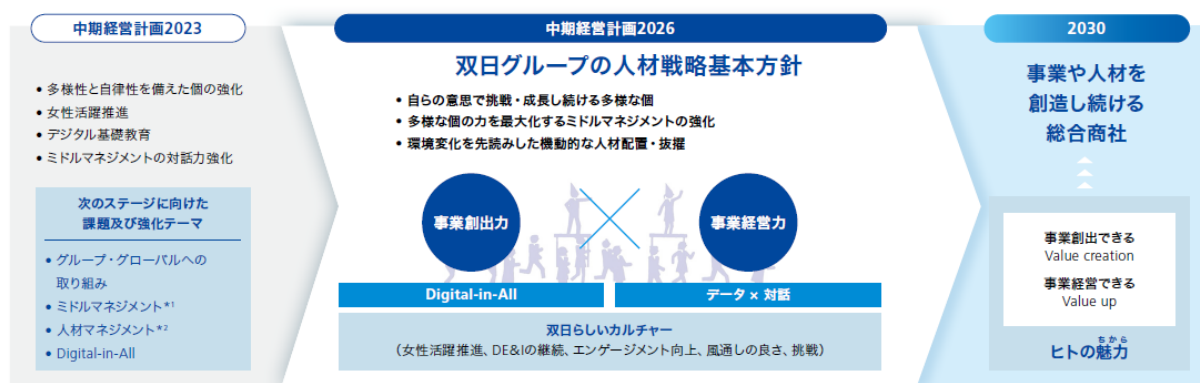 中期経営計画2023
• 多様性と自律性を備えた個の強化
• 女性活躍推進
• デジタル基礎教育
• ミドルマネジメントの対話力強化
次のステージに向けた
課題及び強化テーマ
• グループ・グローバルへの
取り組み
• ミドルマネジメント*1
• 人材マネジメント*2
• Digital-in-All
中期経営計画2026
双日グループの人材戦略基本方針
• 自らの意思で挑戦・成長し続ける多様な個
• 多様な個の力を最大化するミドルマネジメントの強化
• 環境変化を先読みした機動的な人材配置・抜擢
事業創出力
事業経営力
Digital-in-All
データ × 対話
双日らしいカルチャー
（女性活躍推進、DE&Iの継続、エンゲージメント向上、風通しの良さ、挑戦）
2030
事業や人材を
創造し続ける
総合商社
事業創出できる
Value creation
事業経営できる
Value up
ちから
ヒトの魅力